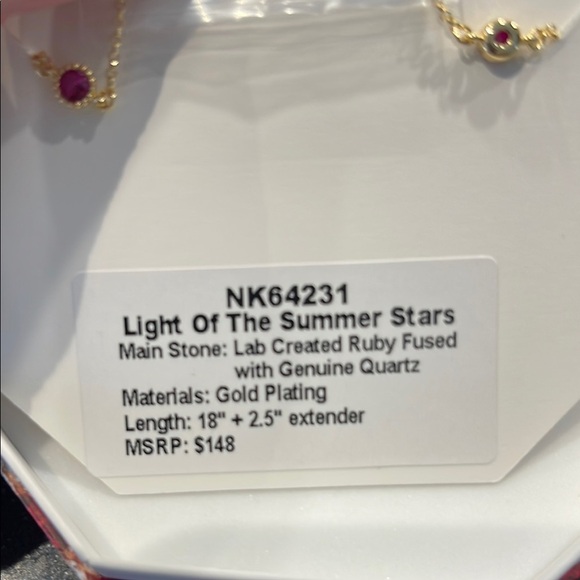 NK64231
Light Of The Summer Stars
Main Stone: Lab Created Ruby Fused
with Genuine Quartz
Materials: Gold Plating
Length: 18" + 2.5" extender
MSRP: $148